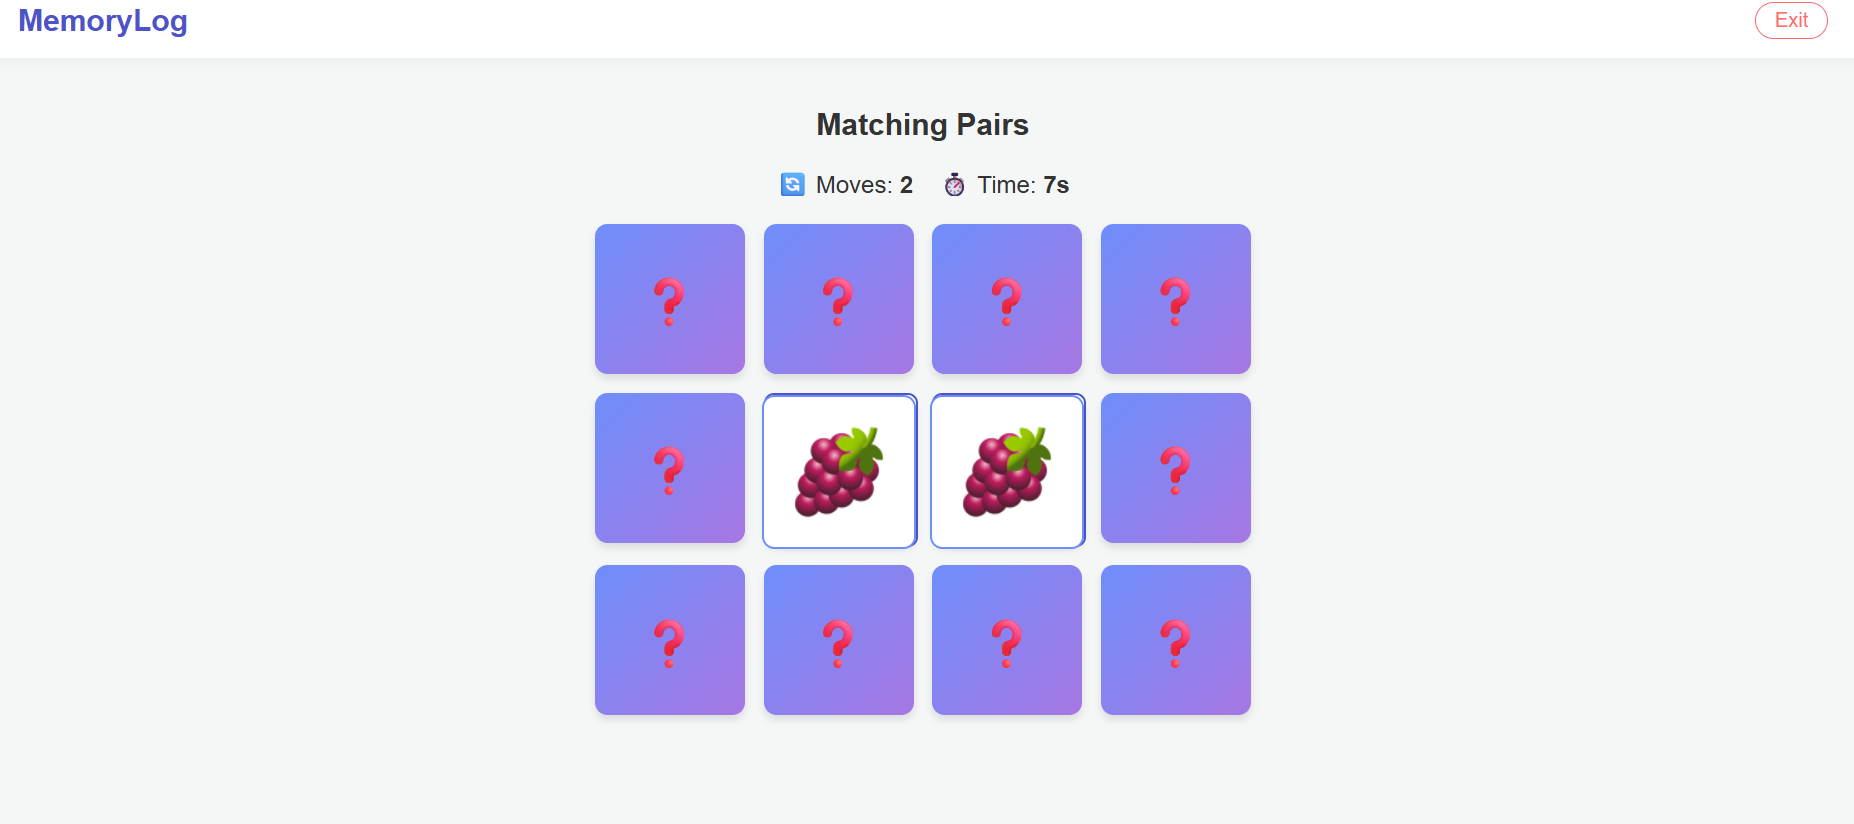 MemoryLog
Exit
Matching Pairs
Moves: 2
Time: 7s
❓ ❓ ❓ ❓
❓ ❓
❓ ❓ ❓ ❓